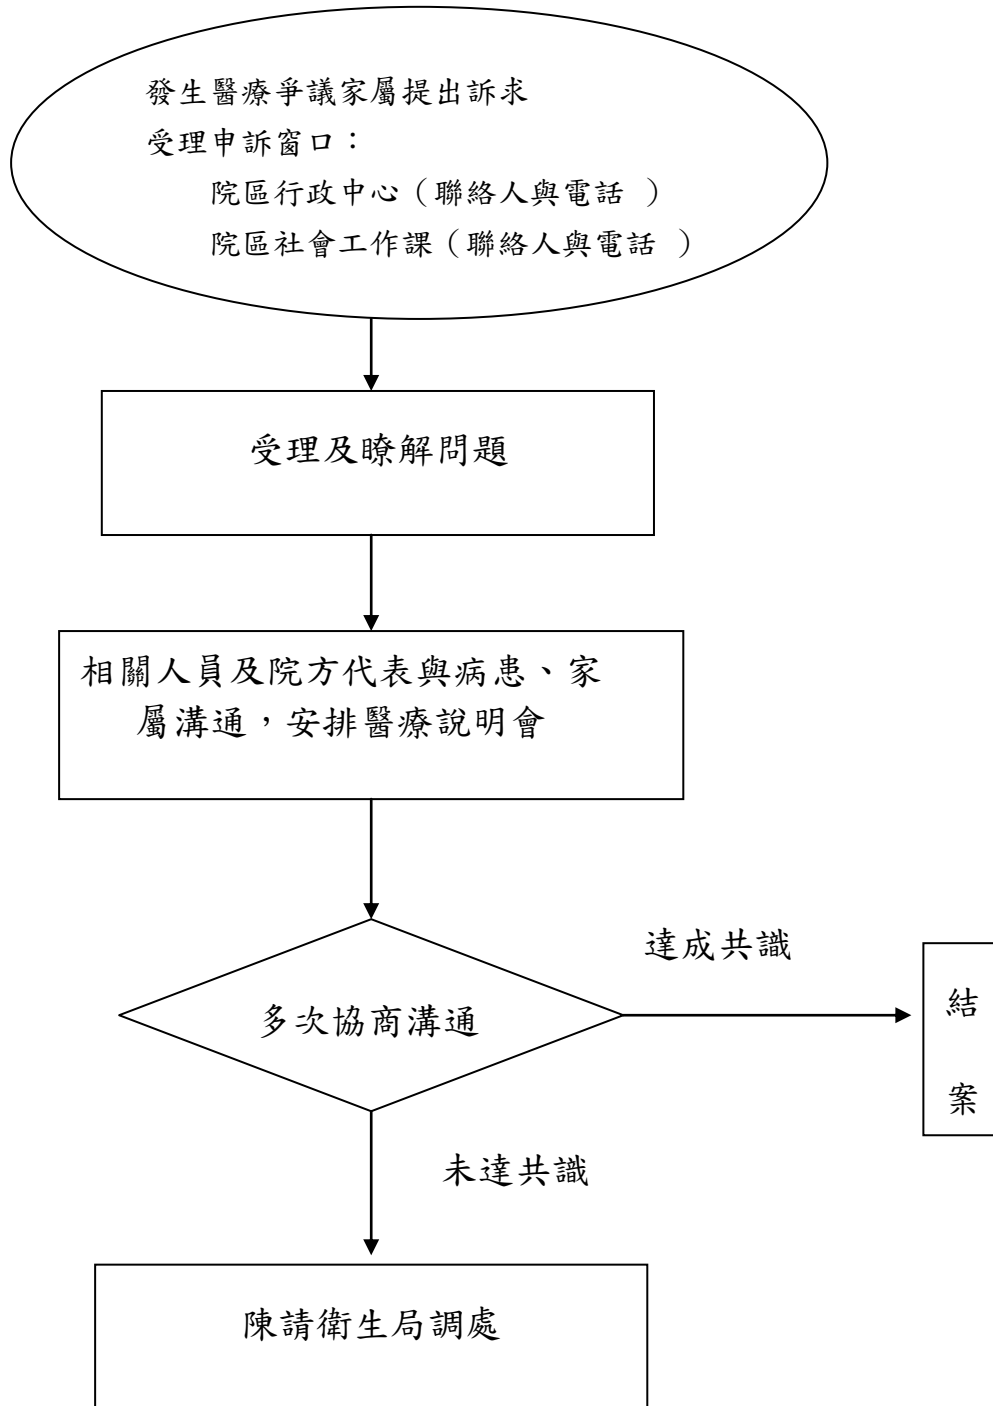 發生醫療爭議家屬提出訴求
受理申訴窗口：
院區行政中心（聯絡人與電話 ）
院區社會工作課（聯絡人與電話 ）
受理及瞭解問題
相關人員及院方代表與病患、家
屬溝通，安排醫療說明會
達成共識
多次協商溝通
結
案
未達共識
陳請衛生局調處